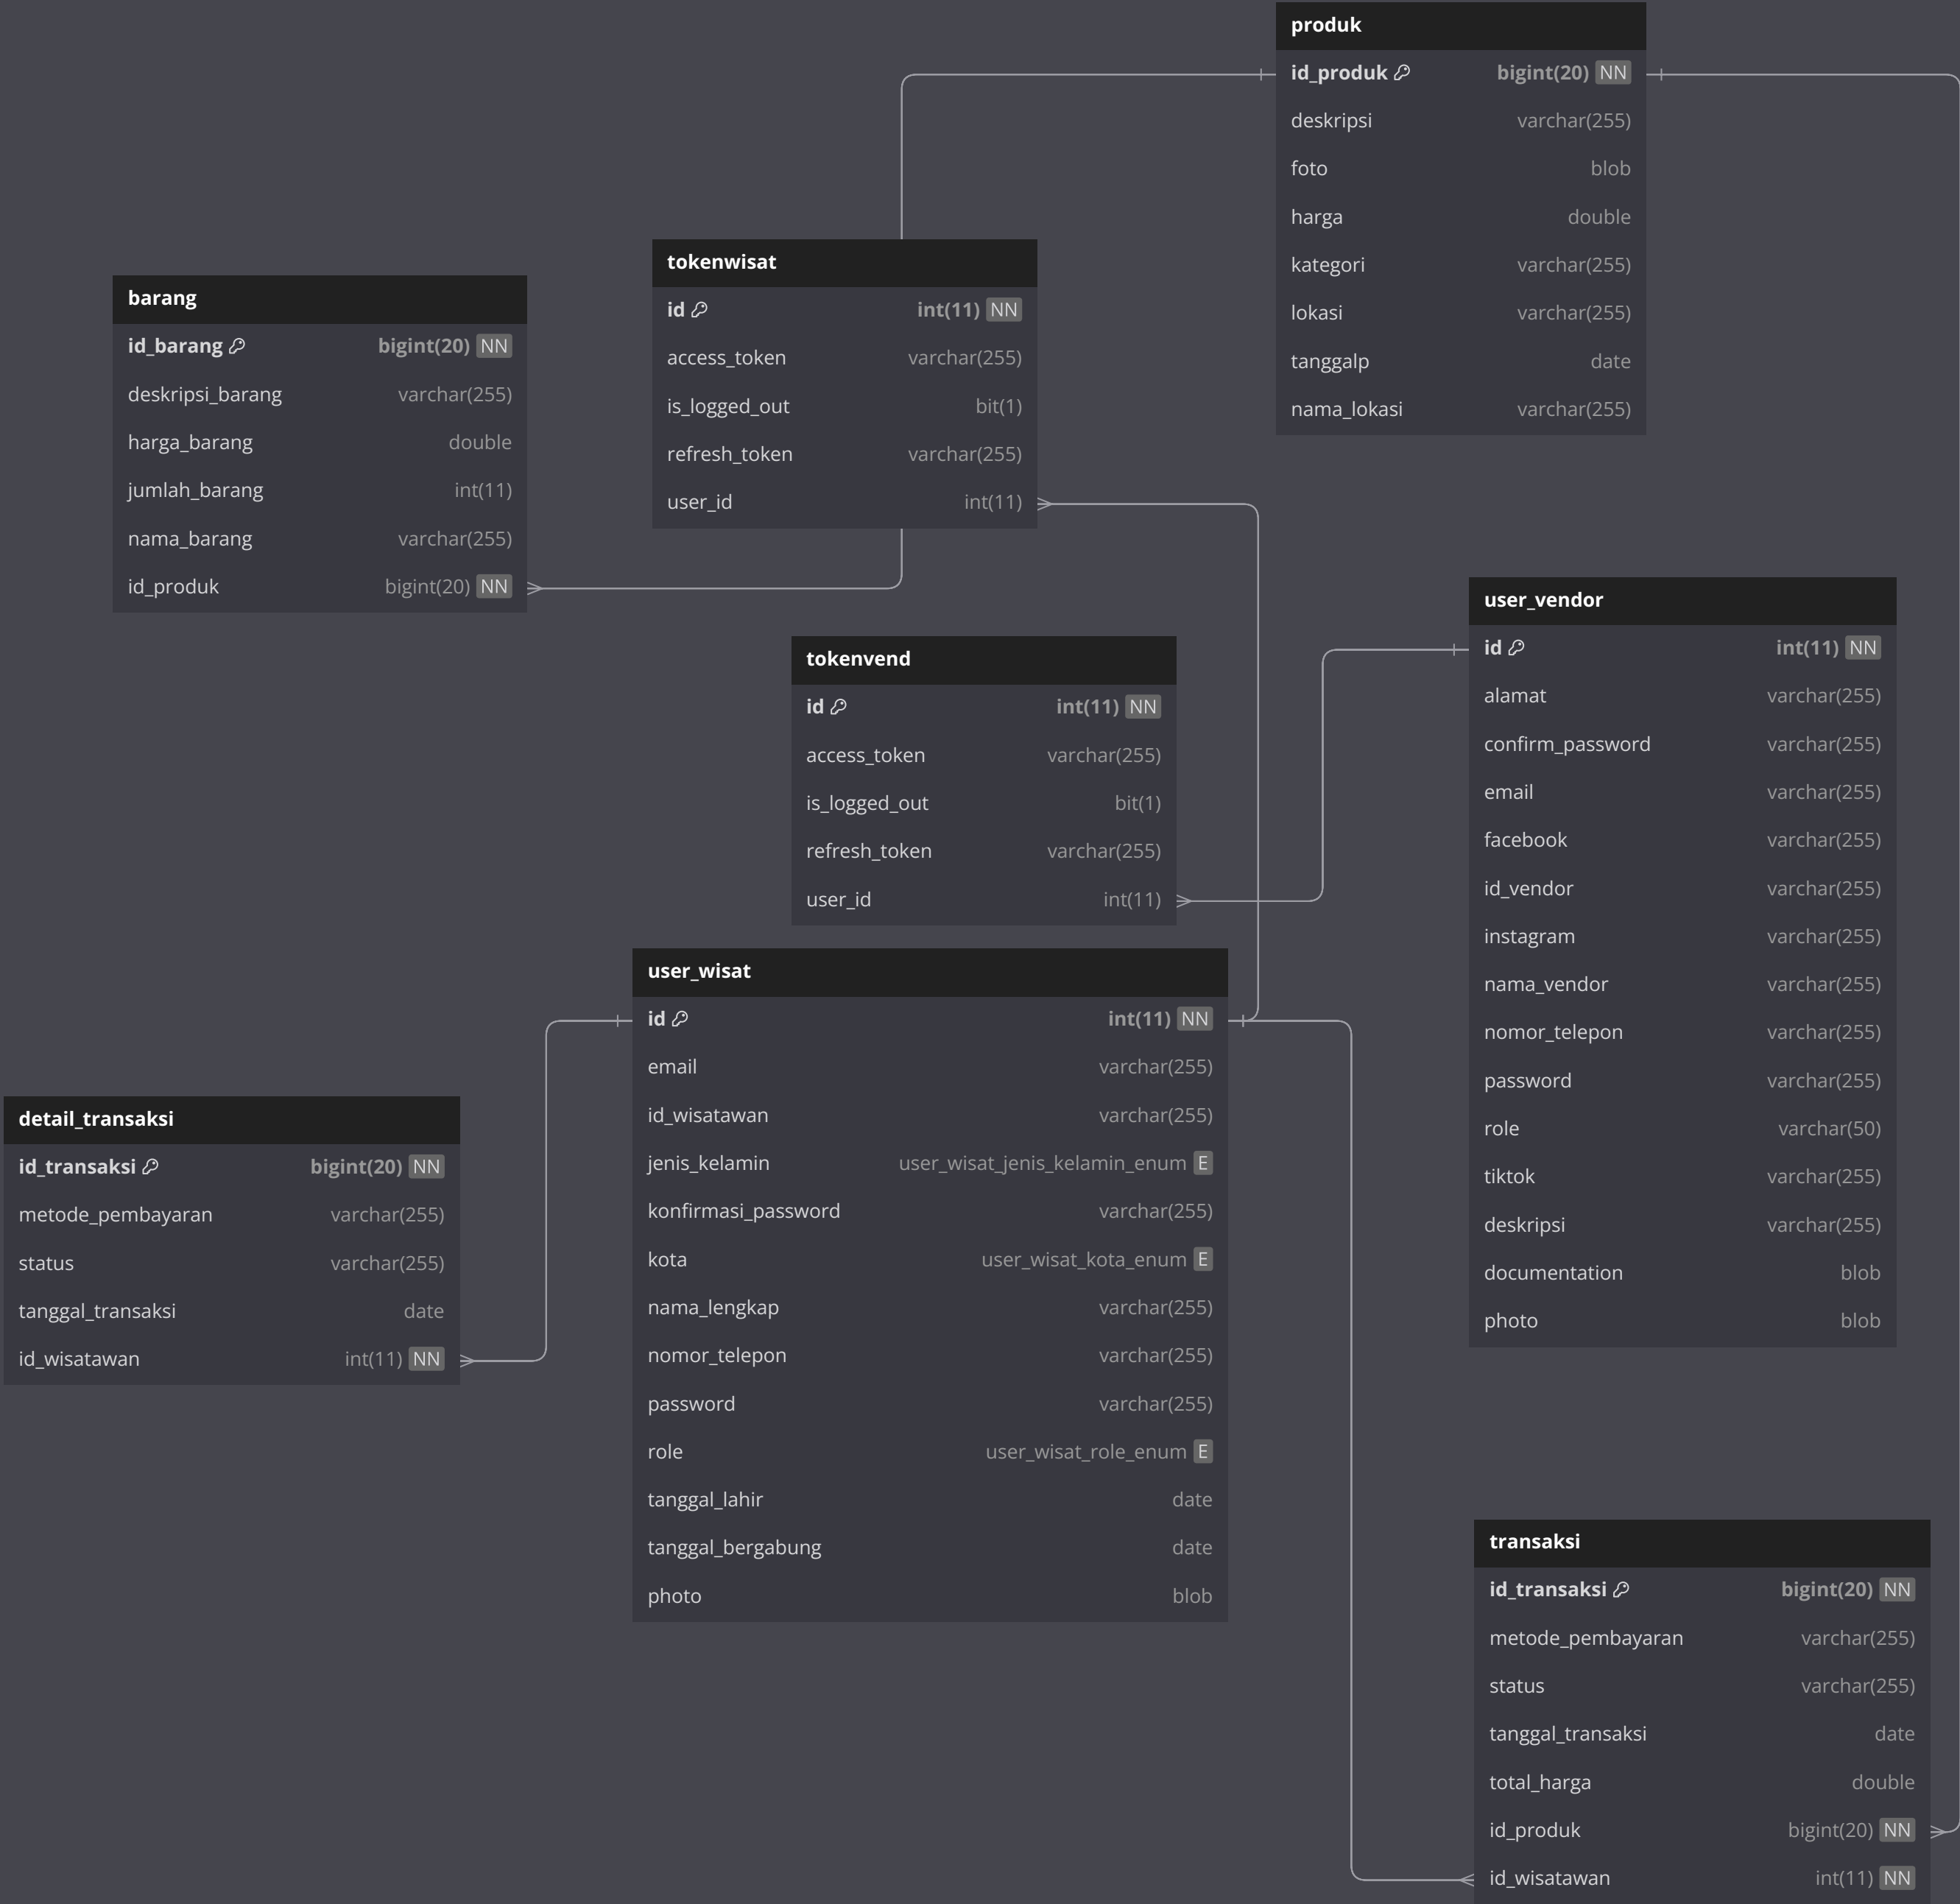 produk
id_produk bigint(20) NN
deskripsi varchar(255)
foto blob
harga double
kategori varchar(255)
lokasi varchar(255)
tanggalp date
nama_lokasi varchar(255)
tokenwisat
id int(11) NN
access_token varchar(255)
is_logged_out bit(1)
refresh_token varchar(255)
user_id int(11)
barang
id_barang bigint(20) NN
deskripsi_barang varchar(255)
harga_barang double
jumlah_barang int(11)
nama_barang varchar(255)
id_produk bigint(20) NN
tokenvend
id int(11) NN
access_token varchar(255)
is_logged_out bit(1)
refresh_token varchar(255)
user_id int(11)
user_vendor
id int(11) NN
alamat varchar(255)
confirm_password varchar(255)
email varchar(255)
facebook varchar(255)
id_vendor varchar(255)
instagram varchar(255)
nama_vendor varchar(255)
nomor_telepon varchar(255)
password varchar(255)
role varchar(50)
tiktok varchar(255)
deskripsi varchar(255)
documentation blob
photo blob
user_wisat
id int(11) NN
email varchar(255)
id_wisatawan varchar(255)
jenis_kelamin user_wisat_jenis_kelamin_enum E
konfirmasi_password varchar(255)
kota user_wisat_kota_enum E
nama_lengkap varchar(255)
nomor_telepon varchar(255)
password varchar(255)
role user_wisat_role_enum E
tanggal_lahir date
tanggal_bergabung date
photo blob
detail_transaksi
id_transaksi bigint(20) NN
metode_pembayaran varchar(255)
status varchar(255)
tanggal_transaksi date
id_wisatawan int(11) NN
transaksi
id_transaksi bigint(20) NN
metode_pembayaran varchar(255)
status varchar(255)
tanggal_transaksi date
total_harga double
id_produk bigint(20) NN
id_wisatawan int(11) NN